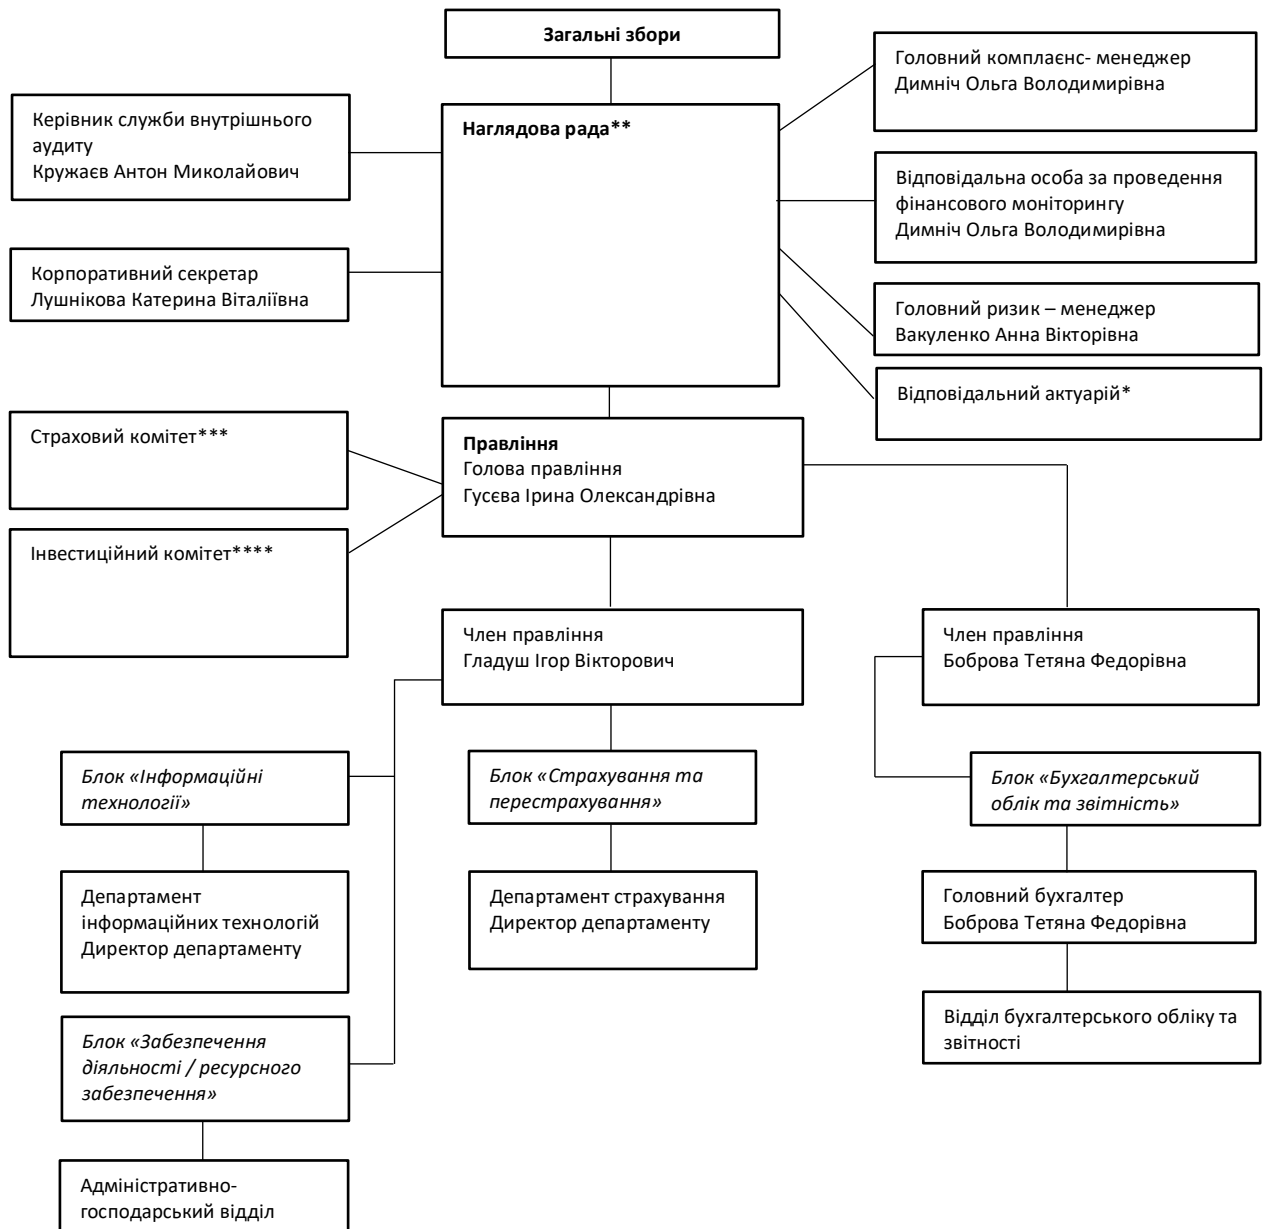 Загальні збори
Головний комплаєнс- менеджер
Димніч Ольга Володимирівна
Керівник служби внутрішнього
аудиту
Кружаєв Антон Миколайович
Наглядова рада**
Відповідальна особа за проведення
фінансового моніторингу
Димніч Ольга Володимирівна
Корпоративний секретар
Лушнікова Катерина Віталіївна
Головний ризик – менеджер
Вакуленко Анна Вікторівна
Відповідальний актуарій*
Страховий комітет***
Правління
Голова правління
Гусєва Ірина Олександрівна
Інвестиційний комітет****
Член правління
Гладуш Ігор Вікторович
Член правління
Боброва Тетяна Федорівна
Блок «Інформаційні
технології»
Блок «Страхування та
перестрахування»
Блок «Бухгалтерський
облік та звітність»
Департамент
інформаційних технологій
Директор департаменту
Департамент страхування
Директор департаменту
Головний бухгалтер
Боброва Тетяна Федорівна
Відділ бухгалтерського обліку та
звітності
Блок «Забезпечення
діяльності / ресурсного
забезпечення»
Адміністративно-
господарський відділ